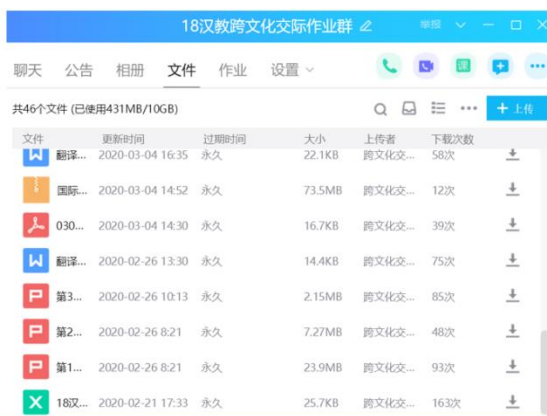 18汉教跨文化交际作业群
举报
聊天 公告 相册 文件 作业 设置
课
共46个文件 (已使用431MB/10GB)
+ 上传
文件 更新时间 过期时间 大小 上传者 下载次数
翻译... 2020-03-04 16:35 永久 22.1KB 跨文化交... 58次
国际... 2020-03-04 14:52 永久 73.5MB 跨文化交... 12次
030... 2020-03-04 14:30 永久 16.7KB 跨文化交... 39次
翻译... 2020-02-26 13:30 永久 14.4KB 跨文化交... 75次
第3... 2020-02-26 10:13 永久 2.15MB 跨文化交... 85次
第2... 2020-02-26 8:21 永久 7.27MB 跨文化交... 48次
第1... 2020-02-26 8:21 永久 23.9MB 跨文化交... 93次
18汉... 2020-02-21 17:33 永久 25.7KB 跨文化交... 163次